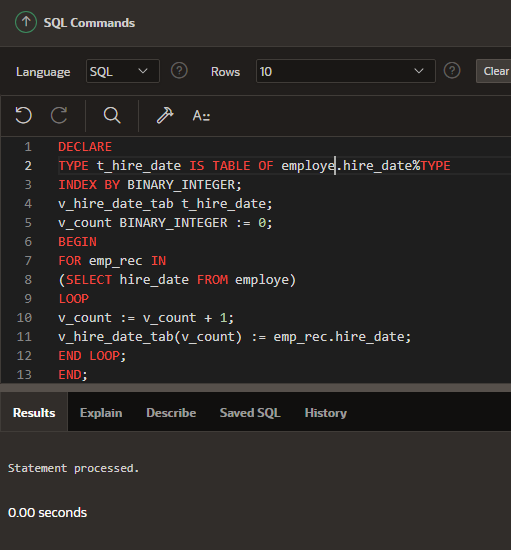 SQL Commands
Language SQL Rows 10 Clear
A::
1 DECLARE
2 TYPE t_hire_date IS TABLE OF employe.hire_date%TYPE
3 INDEX BY BINARY_INTEGER;
4 v_hire_date_tab t_hire_date;
5 v_count BINARY_INTEGER := 0;
6 BEGIN
7 FOR emp_rec IN
8 (SELECT hire_date FROM employe)
9 LOOP
10 v_count := v_count + 1;
11 v_hire_date_tab(v_count) := emp_rec.hire_date;
12 END LOOP;
13 END;
Results Explain Describe Saved SQL History
Statement processed.
0.00 seconds